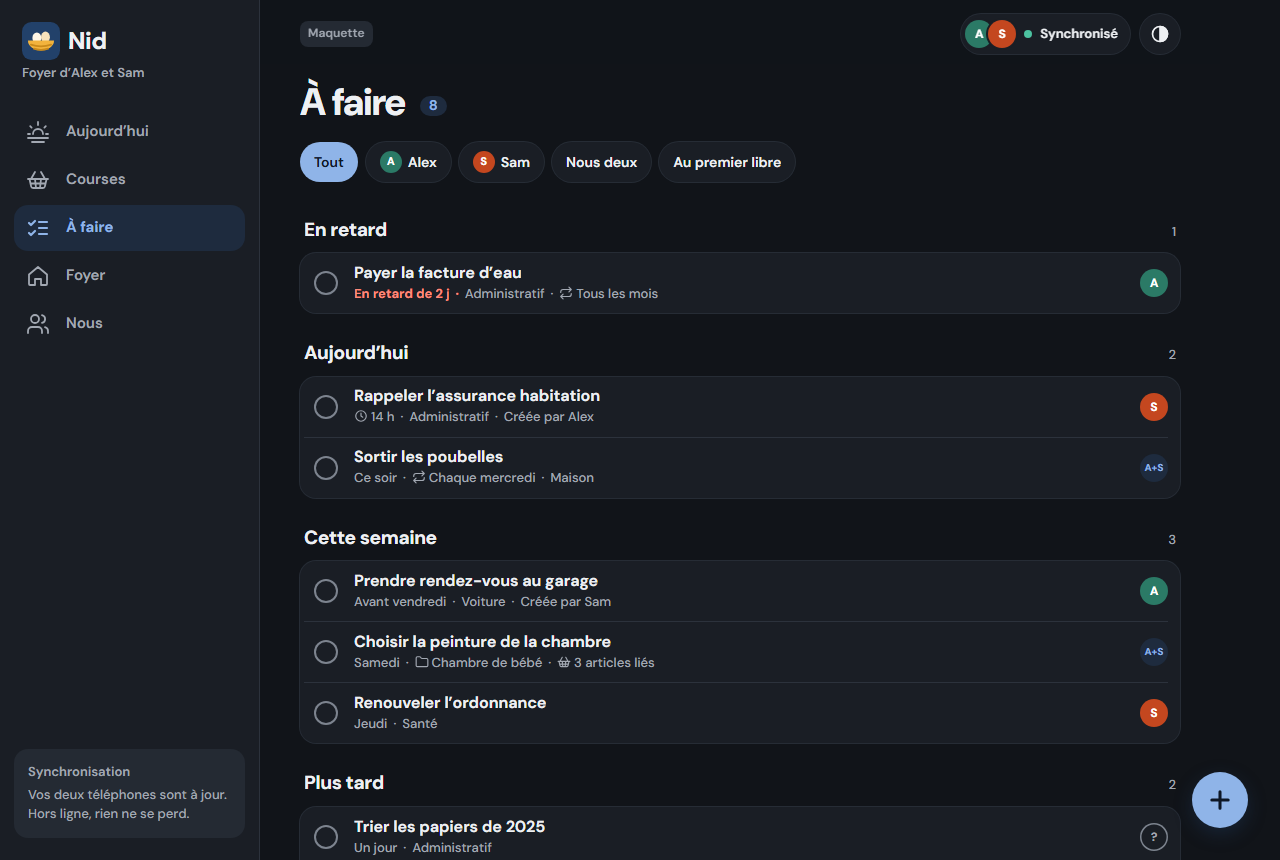 Nid
Foyer d’Alex et Sam
Aujourd’hui
Courses
À faire
Foyer
Nous
Synchronisation
Vos deux téléphones sont à jour.
Hors ligne, rien ne se perd.
Maquette
A S Synchronisé
À faire 8
Tout
A Alex
S Sam
Nous deux
Au premier libre
En retard 1
Payer la facture d’eau
En retard de 2 j · Administratif · Tous les mois
A
Aujourd’hui 2
Rappeler l’assurance habitation
14 h · Administratif · Créée par Alex
S
Sortir les poubelles
Ce soir · Chaque mercredi · Maison
A+S
Cette semaine 3
Prendre rendez-vous au garage
Avant vendredi · Voiture · Créée par Sam
A
Choisir la peinture de la chambre
Samedi · Chambre de bébé · 3 articles liés
A+S
Renouveler l’ordonnance
Jeudi · Santé
S
Plus tard 2
Trier les papiers de 2025
Un jour · Administratif
?